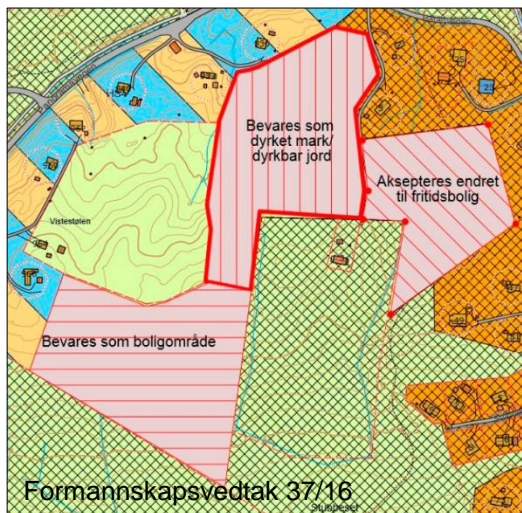 Bevares som
dyrket mark/
dyrkbar jord
Aksepteres endret
til fritidsbolig
Vistestølen
Bevares som boligområde
Formannskapsvedtak 37/16